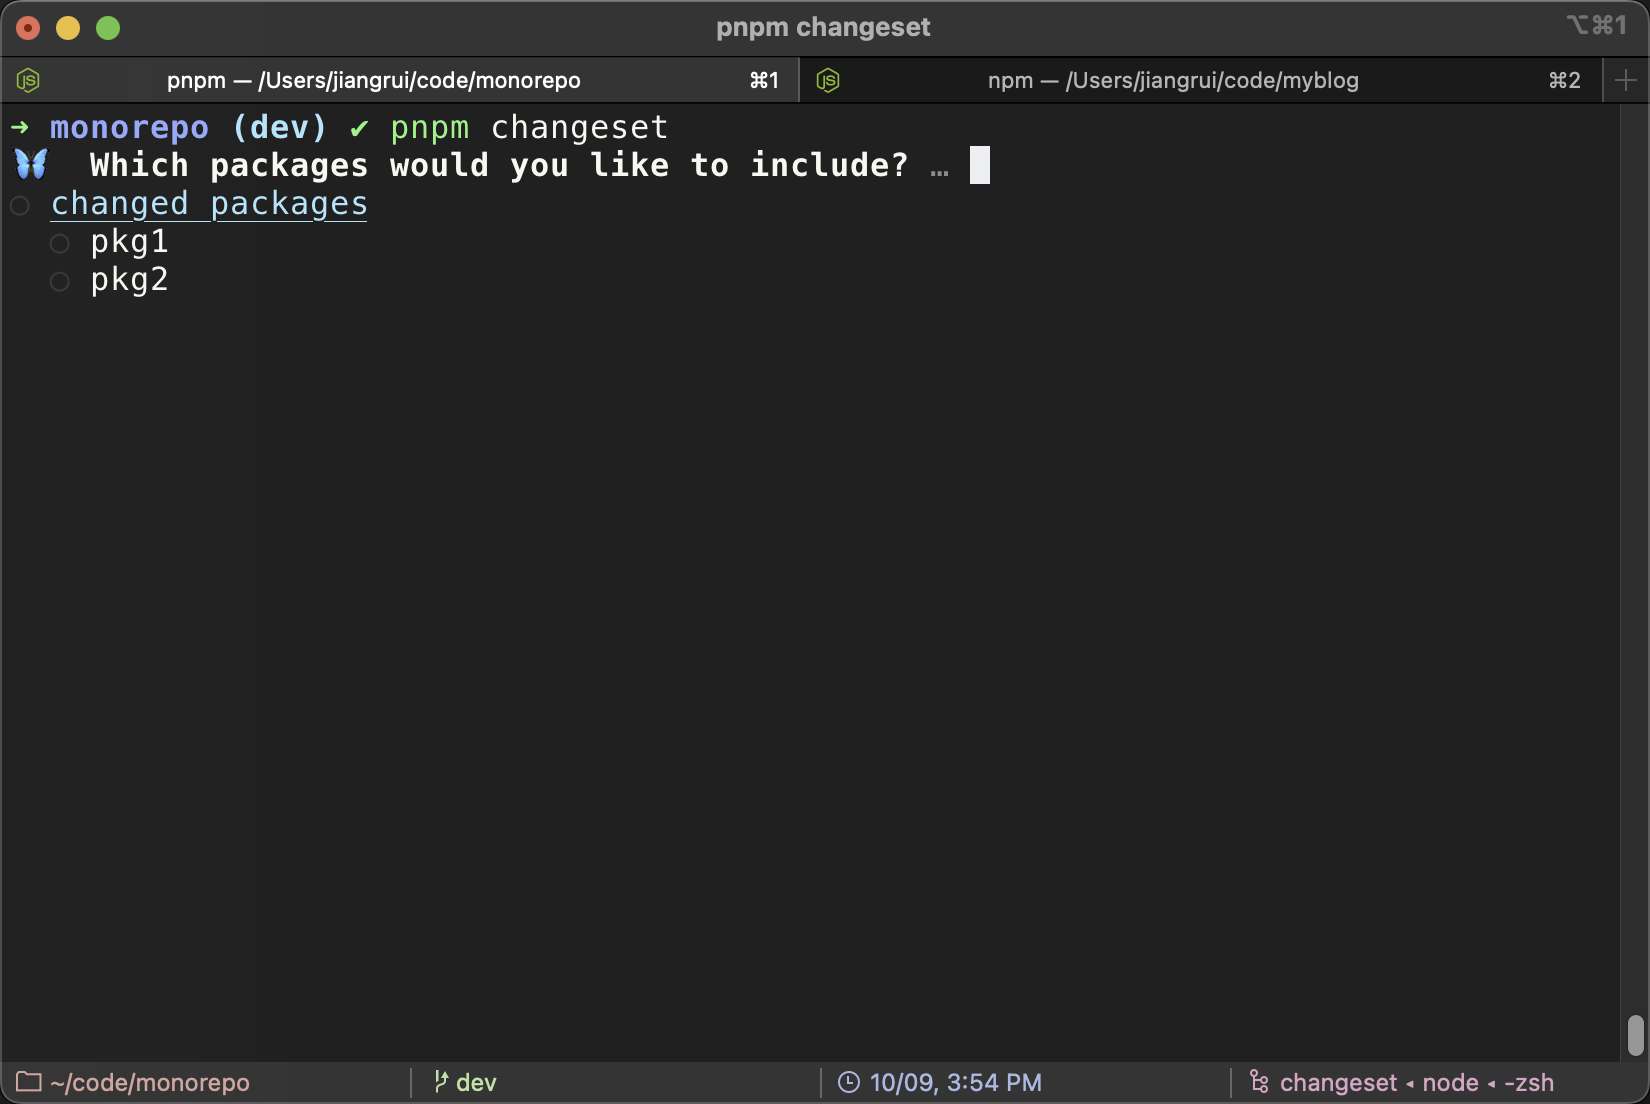 pnpm changeset
⌥⌘1
pnpm — /Users/jiangrui/code/monorepo ⌘1
npm — /Users/jiangrui/code/myblog ⌘2
➜ monorepo (dev) ✔ pnpm changeset
🦋 Which packages would you like to include? …
changed packages
pkg1
pkg2
~/code/monorepo
dev
10/09, 3:54 PM
changeset ◂ node ◂ -zsh